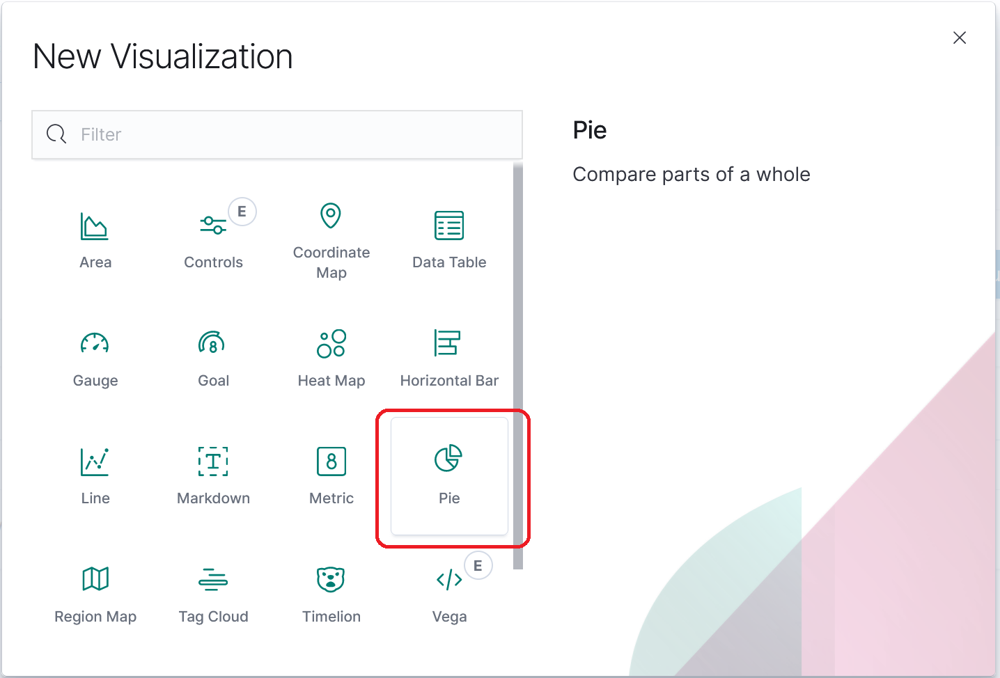 New Visualization
Filter
Pie
Compare parts of a whole
E
Area
Controls
Coordinate
Map
Data Table
8
Gauge
Goal
Heat Map
Horizontal Bar
T
8
Line
Markdown
Metric
Pie
E
Region Map
Tag Cloud
Timelion
Vega